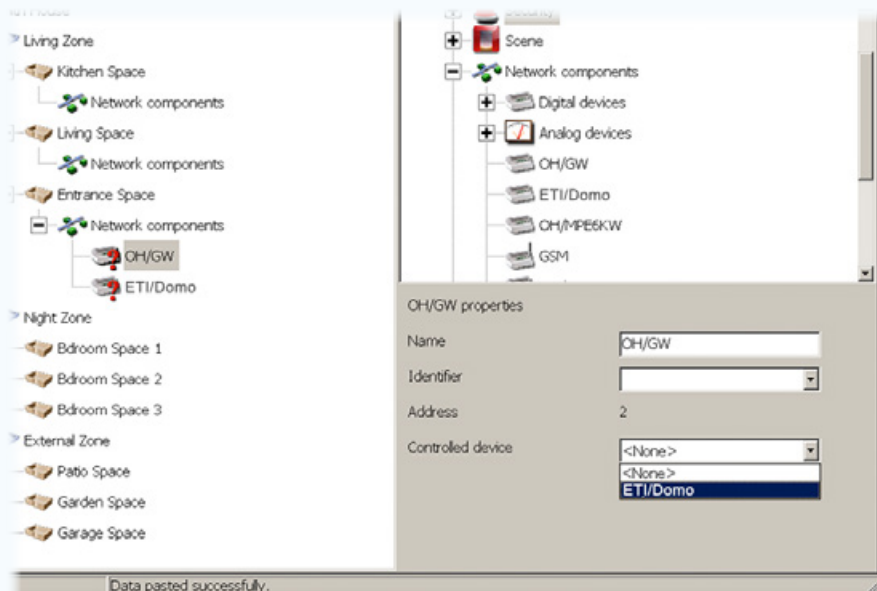 Living Zone
Kitchen Space
Network components
Living Space
Network components
Entrance Space
Network components
OH/GW
ETI/Domo
Night Zone
Bdroom Space 1
Bdroom Space 2
Bdroom Space 3
External Zone
Patio Space
Garden Space
Garage Space
Security
Scene
Network components
Digital devices
Analog devices
OH/GW
ETI/Domo
OH/MPE6KW
GSM
OH/GW properties
Name OH/GW
Identifier
Address 2
Controled device <None>
<None>
ETI/Domo
Data pasted successfully.